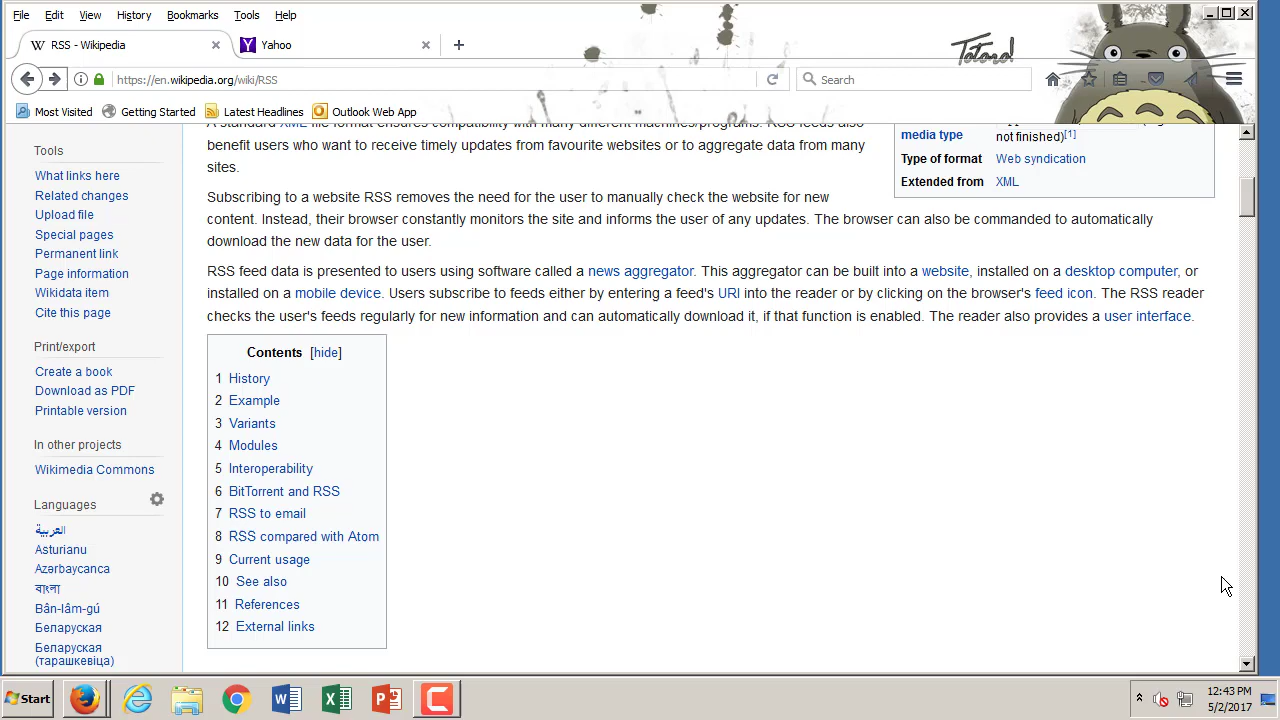 File Edit View History Bookmarks Tools Help
RSS - Wikipedia
Yahoo
Totoro!
https://en.wikipedia.org/wiki/RSS
Search
Most Visited Getting Started Latest Headlines Outlook Web App
A standard XML file format ensures compatibility with many different machines/programs. RSS feeds also
benefit users who want to receive timely updates from favourite websites or to aggregate data from many
sites.
media type
not finished)[1]
Type of format Web syndication
Extended from XML
Subscribing to a website RSS removes the need for the user to manually check the website for new
content. Instead, their browser constantly monitors the site and informs the user of any updates. The browser can also be commanded to automatically
download the new data for the user.
RSS feed data is presented to users using software called a news aggregator. This aggregator can be built into a website, installed on a desktop computer, or
installed on a mobile device. Users subscribe to feeds either by entering a feed's URI into the reader or by clicking on the browser's feed icon. The RSS reader
checks the user's feeds regularly for new information and can automatically download it, if that function is enabled. The reader also provides a user interface.
Contents [hide]
1 History
2 Example
3 Variants
4 Modules
5 Interoperability
6 BitTorrent and RSS
7 RSS to email
8 RSS compared with Atom
9 Current usage
10 See also
11 References
12 External links
Tools
What links here
Related changes
Upload file
Special pages
Permanent link
Page information
Wikidata item
Cite this page
Print/export
Create a book
Download as PDF
Printable version
In other projects
Wikimedia Commons
Languages
العربية
Asturianu
Azərbaycanca
বাংলা
Bân-lâm-gú
Беларуская
Беларуская
(тарашкевіца)
Start
12:43 PM
5/2/2017